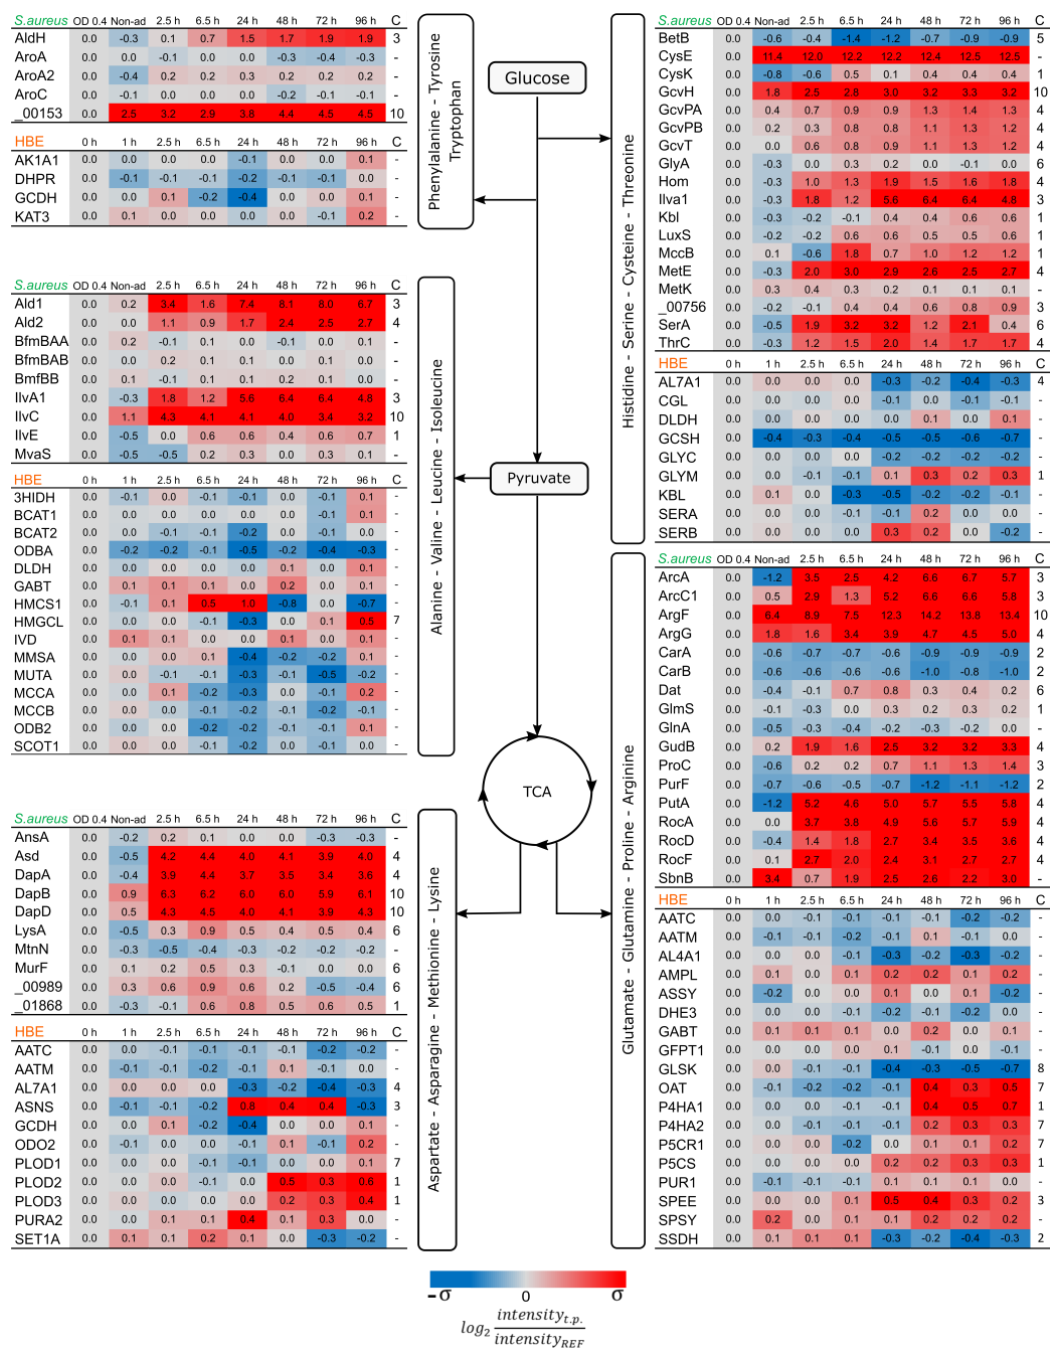 S.aureus OD 0.4 Non-ad 2.5 h 6.5 h 24 h 48 h 72 h 96 h C
AldH 0.0 -0.3 0.1 0.7 1.5 1.7 1.9 1.9 3
AroA 0.0 0.0 -0.1 0.0 0.0 -0.3 -0.4 -0.3 -
AroA2 0.0 -0.4 0.2 0.2 0.3 0.2 0.2 0.2 -
AroC 0.0 0.0 0.0 0.0 0.0 -0.2 -0.1 -0.1 -
_00153 0.0 2.5 3.2 2.9 3.8 4.4 4.5 4.5 10
HBE 0 h 1 h 2.5 h 6.5 h 24 h 48 h 72 h 96 h C
AK1A1 0.0 0.0 0.0 0.0 -0.1 0.0 0.0 0.1 -
DHPR 0.0 -0.1 -0.1 -0.1 -0.2 -0.1 -0.1 0.0 -
GCDH 0.0 0.0 0.1 -0.2 -0.4 0.0 0.0 0.1 -
KAT3 0.0 0.1 0.0 0.0 0.0 0.0 -0.1 0.2 -
Phenylalanine - Tyrosine
Tryptophan
Glucose
Histidine - Serine - Cysteine - Threonine
S.aureus OD 0.4 Non-ad 2.5 h 6.5 h 24 h 48 h 72 h 96 h C
BetB 0.0 -0.6 -0.4 -1.4 -1.2 -0.7 -0.9 -0.9 5
CysE 0.0 11.4 12.0 12.2 12.2 12.4 12.5 12.5 -
CysK 0.0 -0.8 -0.6 0.5 0.1 0.4 0.4 0.4 1
GcvH 0.0 1.8 2.5 2.8 3.0 3.2 3.3 3.2 10
GcvPA 0.0 0.4 0.7 0.9 0.9 1.3 1.4 1.3 4
GcvPB 0.0 0.2 0.3 0.8 0.8 1.1 1.3 1.2 4
GcvT 0.0 0.0 0.6 0.8 0.9 1.1 1.3 1.2 4
GlyA 0.0 -0.3 0.0 0.3 0.2 0.0 -0.1 0.0 6
Hom 0.0 -0.3 1.0 1.3 1.9 1.5 1.6 1.8 4
Ilva1 0.0 -0.3 1.8 1.2 5.6 6.4 6.4 4.8 3
Kbl 0.0 -0.3 -0.2 -0.1 0.4 0.4 0.6 0.6 1
LuxS 0.0 -0.2 -0.2 0.6 0.6 0.5 0.5 0.5 1
MccB 0.0 0.1 -0.6 1.8 0.7 1.0 1.2 1.2 1
MetE 0.0 -0.3 2.0 3.0 2.9 2.6 2.5 2.7 4
MetK 0.0 0.3 0.4 0.3 0.2 0.1 0.1 0.1 -
_00756 0.0 -0.2 -0.1 0.4 0.4 0.6 0.8 0.9 3
SerA 0.0 -0.5 1.9 3.2 3.2 1.2 2.1 0.4 6
ThrC 0.0 -0.3 1.2 1.5 2.0 1.4 1.7 1.7 4
HBE 0 h 1 h 2.5 h 6.5 h 24 h 48 h 72 h 96 h C
AL7A1 0.0 0.0 0.0 0.0 -0.3 -0.2 -0.4 -0.3 4
CGL 0.0 0.0 0.0 0.0 -0.1 0.0 -0.1 -0.1 -
DLDH 0.0 0.0 0.0 0.0 0.0 0.1 0.0 0.1 -
GCSH 0.0 -0.4 -0.3 -0.4 -0.5 -0.5 -0.6 -0.7 -
GLYC 0.0 0.0 0.0 0.0 -0.2 -0.2 -0.2 -0.2 -
GLYM 0.0 0.0 -0.1 -0.1 0.1 0.3 0.2 0.3 1
KBL 0.0 0.1 0.0 -0.3 -0.5 -0.2 -0.2 -0.1 -
SERA 0.0 0.0 0.0 -0.1 -0.1 0.2 0.0 0.0 -
SERB 0.0 0.0 0.0 0.0 0.3 0.2 0.0 -0.2 -
S.aureus OD 0.4 Non-ad 2.5 h 6.5 h 24 h 48 h 72 h 96 h C
Ald1 0.0 0.2 3.4 1.6 7.4 8.1 8.0 6.7 3
Ald2 0.0 0.0 1.1 0.9 1.7 2.4 2.5 2.7 4
BfmBAA 0.0 0.2 -0.1 0.1 0.0 -0.1 0.0 0.0 -
BfmBAB 0.0 0.0 0.2 0.1 0.1 0.0 0.1 0.0 -
BmfBB 0.0 0.1 -0.1 0.1 0.1 0.2 0.1 0.0 -
IlvA1 0.0 -0.3 1.8 1.2 5.6 6.4 6.4 4.8 3
IlvC 0.0 1.1 4.3 4.1 4.1 4.0 3.4 3.2 10
IlvE 0.0 -0.5 0.0 0.6 0.6 0.4 0.6 0.7 1
MvaS 0.0 -0.5 -0.5 0.2 0.2 0.1 0.0 0.0 -
HBE 0 h 1 h 2.5 h 6.5 h 24 h 48 h 72 h 96 h C
3HIDH 0.0 -0.1 0.0 -0.1 -0.1 0.0 -0.1 0.1 -
BCAT1 0.0 0.0 0.0 0.0 0.0 0.0 -0.1 0.1 -
BCAT2 0.0 0.0 -0.1 -0.1 -0.2 0.0 -0.1 0.0 -
ODBA 0.0 -0.2 -0.2 -0.1 -0.5 -0.2 -0.4 -0.3 -
DLDH 0.0 0.0 0.0 0.0 0.0 0.1 0.0 0.1 -
GABT 0.0 0.1 0.1 0.1 0.0 0.2 0.0 0.1 -
HMCS1 0.0 -0.1 0.1 0.5 1.0 -0.8 0.0 -0.7 -
HMGCL 0.0 0.0 0.0 -0.1 -0.3 0.0 0.1 0.5 7
IVD 0.0 0.1 0.1 0.0 0.0 0.1 0.0 0.1 -
MMSA 0.0 0.0 0.0 0.1 -0.4 -0.2 -0.2 0.1 -
MUTA 0.0 0.0 -0.1 -0.1 -0.3 -0.1 -0.5 -0.2 -
MCCA 0.0 0.0 0.1 -0.2 -0.3 0.0 -0.1 0.2 -
MCCB 0.0 0.0 0.0 -0.1 -0.2 -0.1 -0.2 -0.1 -
ODB2 0.0 0.0 0.0 -0.2 -0.2 -0.1 -0.1 0.1 -
SCOT1 0.0 0.0 0.0 -0.1 -0.2 0.0 -0.1 0.0 -
Alanine - Valine - Leucine - Isoleucine
Pyruvate
TCA
Glutamate - Glutamine - Proline - Arginine
S.aureus OD 0.4 Non-ad 2.5 h 6.5 h 24 h 48 h 72 h 96 h C
ArcA 0.0 -1.2 3.5 2.5 4.2 6.6 6.7 5.7 3
ArcC1 0.0 0.5 2.9 1.3 5.2 6.6 6.6 5.8 3
ArgF 0.0 6.4 8.9 7.5 12.3 14.2 13.8 13.4 10
ArgG 0.0 1.8 1.6 3.4 3.9 4.7 4.5 5.0 4
CarA 0.0 -0.6 -0.7 -0.7 -0.6 -0.9 -0.9 -0.9 2
CarB 0.0 -0.6 -0.6 -0.6 -0.6 -1.0 -0.8 -1.0 2
Dat 0.0 -0.4 -0.1 0.7 0.8 0.3 0.4 0.2 6
GlmS 0.0 -0.1 -0.3 0.0 0.3 0.2 0.3 0.2 1
GlnA 0.0 -0.5 -0.3 -0.4 -0.2 -0.3 -0.2 0.0 -
GudB 0.0 0.2 1.9 1.6 2.5 3.2 3.2 3.3 4
ProC 0.0 -0.6 0.2 0.2 0.7 1.1 1.3 1.4 3
PurF 0.0 -0.7 -0.6 -0.5 -0.7 -1.2 -1.1 -1.2 2
PutA 0.0 -1.2 5.2 4.6 5.0 5.7 5.5 5.8 4
RocA 0.0 0.0 3.7 3.8 4.9 5.6 5.7 5.9 4
RocD 0.0 -0.4 1.4 1.8 2.7 3.4 3.5 3.6 4
RocF 0.0 0.1 2.7 2.0 2.4 3.1 2.7 2.7 4
SbnB 0.0 3.4 0.7 1.9 2.5 2.6 2.2 3.0 -
HBE 0 h 1 h 2.5 h 6.5 h 24 h 48 h 72 h 96 h C
AATC 0.0 0.0 -0.1 -0.1 -0.1 -0.1 -0.2 -0.2 -
AATM 0.0 -0.1 -0.1 -0.2 -0.1 0.1 -0.1 0.0 -
AL4A1 0.0 0.0 0.0 -0.1 -0.3 -0.2 -0.3 -0.2 -
AMPL 0.0 0.1 0.0 0.1 0.2 0.2 0.1 0.2 -
ASSY 0.0 -0.2 0.0 0.0 0.1 0.0 0.1 -0.2 -
DHE3 0.0 0.0 0.0 -0.1 -0.2 -0.1 -0.2 0.0 -
GABT 0.0 0.1 0.1 0.1 0.0 0.2 0.0 0.1 -
GFPT1 0.0 0.0 0.0 0.0 0.1 -0.1 0.0 -0.1 -
GLSK 0.0 0.0 -0.1 -0.1 -0.4 -0.3 -0.5 -0.7 8
OAT 0.0 -0.1 -0.2 -0.2 -0.1 0.4 0.3 0.5 7
P4HA1 0.0 0.0 0.0 0.0 -0.1 0.4 0.5 0.7 1
P4HA2 0.0 0.0 -0.1 -0.1 -0.1 0.2 0.3 0.3 7
P5CR1 0.0 0.0 0.0 -0.2 0.0 0.1 0.1 0.2 7
P5CS 0.0 0.0 0.0 0.0 0.2 0.2 0.3 0.3 1
PUR1 0.0 -0.1 -0.1 -0.1 0.1 0.1 0.1 0.0 -
SPEE 0.0 0.0 0.0 0.1 0.5 0.4 0.3 0.2 3
SPSY 0.0 0.2 0.0 0.1 0.1 0.2 0.2 0.2 -
SSDH 0.0 0.1 0.1 0.1 -0.3 -0.2 -0.4 -0.3 2
S.aureus OD 0.4 Non-ad 2.5 h 6.5 h 24 h 48 h 72 h 96 h C
AnsA 0.0 -0.2 0.2 0.1 0.0 0.0 -0.3 -0.3 -
Asd 0.0 -0.5 4.2 4.4 4.0 4.1 3.9 4.0 4
DapA 0.0 -0.4 3.9 4.4 3.7 3.5 3.4 3.6 4
DapB 0.0 0.9 6.3 6.2 6.0 6.0 5.9 6.1 10
DapD 0.0 0.5 4.3 4.5 4.0 4.1 3.9 4.3 10
LysA 0.0 -0.5 0.3 0.9 0.5 0.4 0.5 0.4 6
MtnN 0.0 -0.3 -0.5 -0.4 -0.3 -0.2 -0.2 -0.2 -
MurF 0.0 0.1 0.2 0.5 0.3 -0.1 0.0 0.0 6
_00989 0.0 0.3 0.6 0.9 0.6 0.2 -0.5 -0.4 6
_01868 0.0 -0.3 -0.1 0.6 0.8 0.5 0.6 0.5 1
HBE 0 h 1 h 2.5 h 6.5 h 24 h 48 h 72 h 96 h C
AATC 0.0 0.0 -0.1 -0.1 -0.1 -0.1 -0.2 -0.2 -
AATM 0.0 -0.1 -0.1 -0.2 -0.1 0.1 -0.1 0.0 -
AL7A1 0.0 0.0 0.0 0.0 -0.3 -0.2 -0.4 -0.3 4
ASNS 0.0 -0.1 -0.1 -0.2 0.8 0.4 0.4 -0.3 3
GCDH 0.0 0.0 0.1 -0.2 -0.4 0.0 0.0 0.1 -
ODO2 0.0 -0.1 0.0 0.0 -0.1 0.1 -0.1 0.2 -
PLOD1 0.0 0.0 0.0 -0.1 -0.1 0.0 0.0 0.1 7
PLOD2 0.0 0.0 0.0 -0.1 0.0 0.5 0.3 0.6 1
PLOD3 0.0 0.0 0.0 0.0 0.0 0.2 0.3 0.4 1
PURA2 0.0 0.0 0.1 0.1 0.4 0.1 0.3 0.0 -
SET1A 0.0 0.1 0.1 0.2 0.1 0.0 -0.3 -0.2 -
Aspartate - Asparagine - Methionine - Lysine
-σ 0 σ
log₂ intensity t.p. / intensity REF